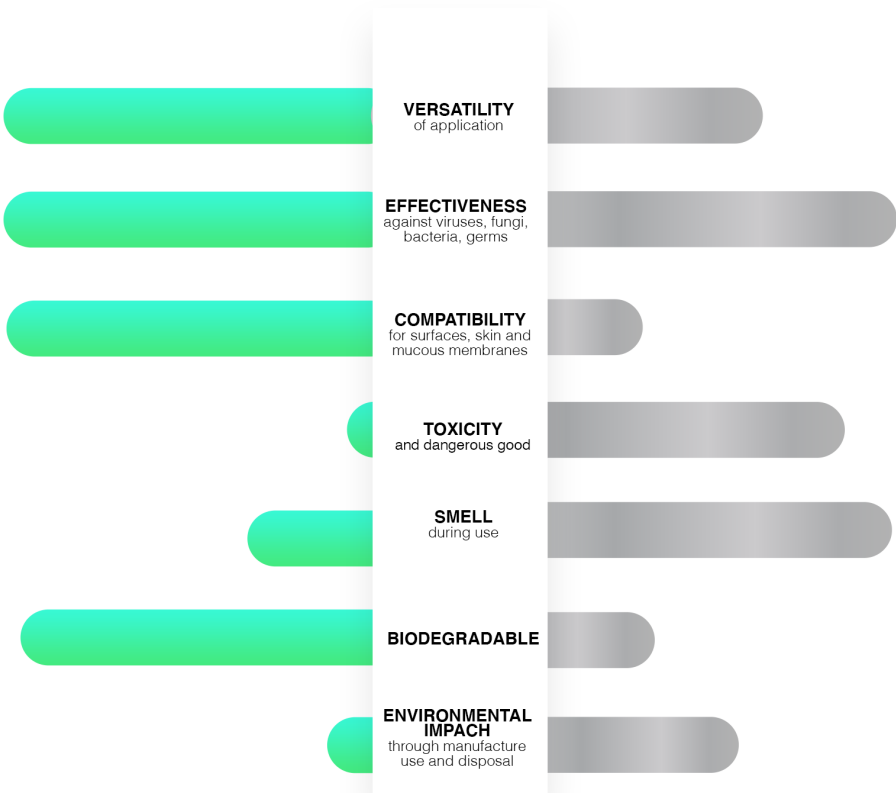 VERSATILITY
of application
EFFECTIVENESS
against viruses, fungi,
bacteria, germs
COMPATIBILITY
for surfaces, skin and
mucous membranes
TOXICITY
and dangerous good
SMELL
during use
BIODEGRADABLE
ENVIRONMENTAL
IMPACH
through manufacture
use and disposal